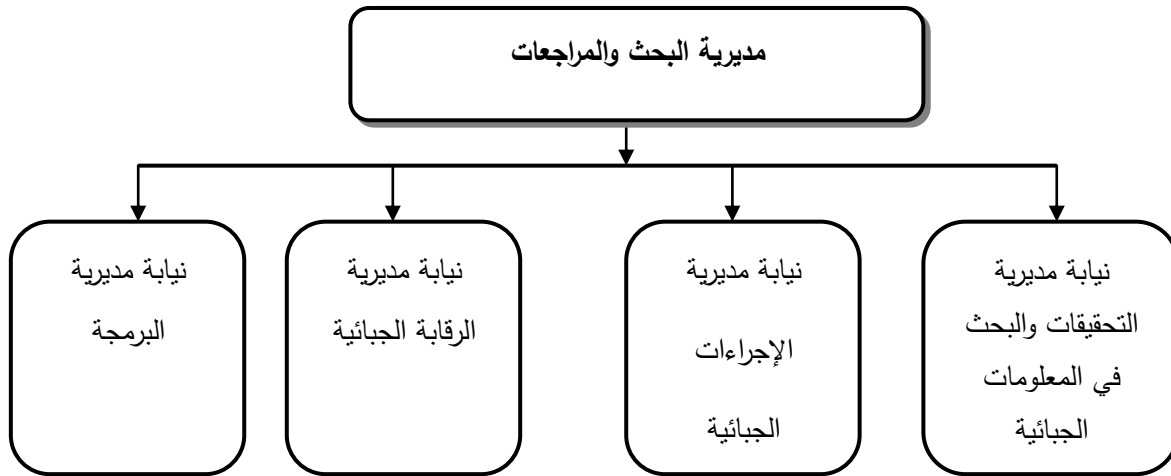 مديرية البحث والمراجعات
نيابة مديرية
التحقيقات والبحث
في المعلومات
الجبائية
نيابة مديرية
الإجراءات
الجبائية
نيابة مديرية
الرقابة الجبائية
نيابة مديرية
البرمجة